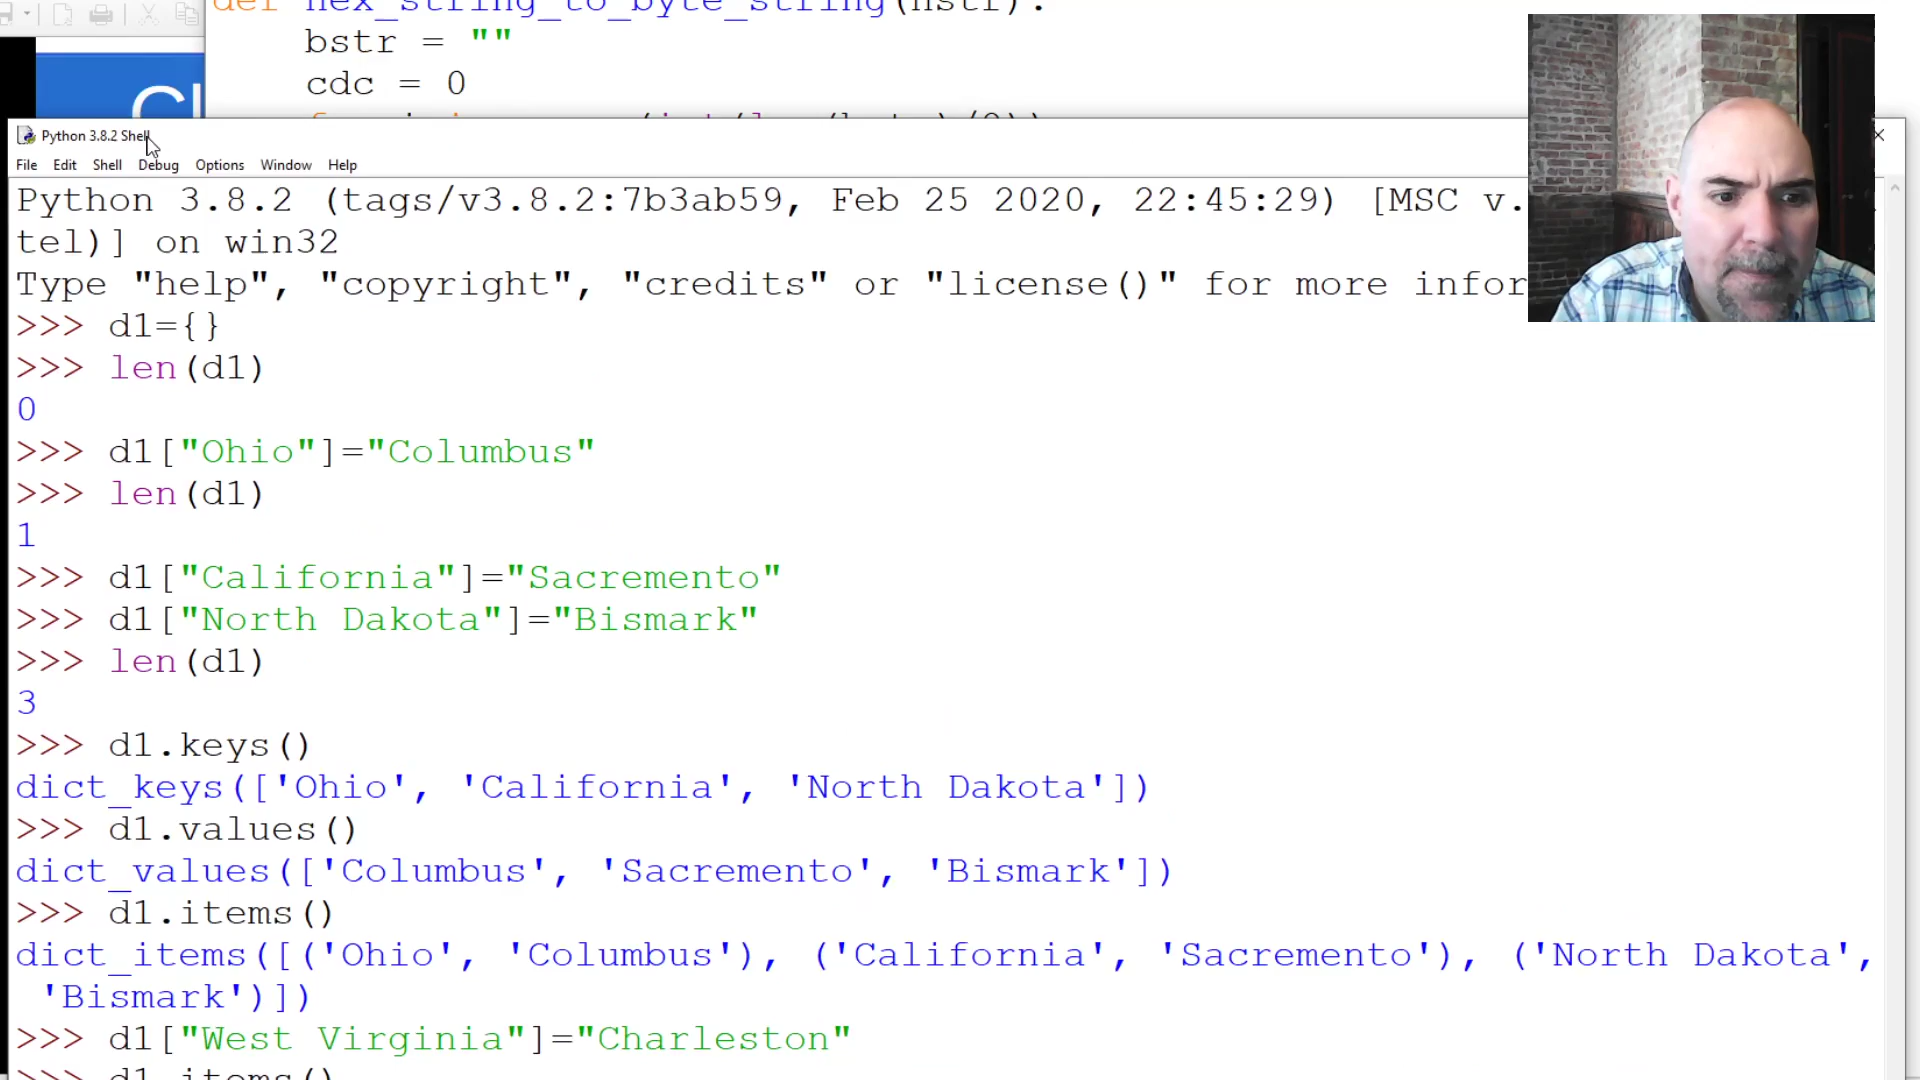 bstr = ""
cdc = 0
Python 3.8.2 Shell
File Edit Shell Debug Options Window Help
Python 3.8.2 (tags/v3.8.2:7b3ab59, Feb 25 2020, 22:45:29) [MSC v.
tel)] on win32
Type "help", "copyright", "credits" or "license()" for more infor
>>> d1={}
>>> len(d1)
0
>>> d1["Ohio"]="Columbus"
>>> len(d1)
1
>>> d1["California"]="Sacremento"
>>> d1["North Dakota"]="Bismark"
>>> len(d1)
3
>>> d1.keys()
dict_keys(['Ohio', 'California', 'North Dakota'])
>>> d1.values()
dict_values(['Columbus', 'Sacremento', 'Bismark'])
>>> d1.items()
dict_items([('Ohio', 'Columbus'), ('California', 'Sacremento'), ('North Dakota',
'Bismark')])
>>> d1["West Virginia"]="Charleston"
>>> d1.items()